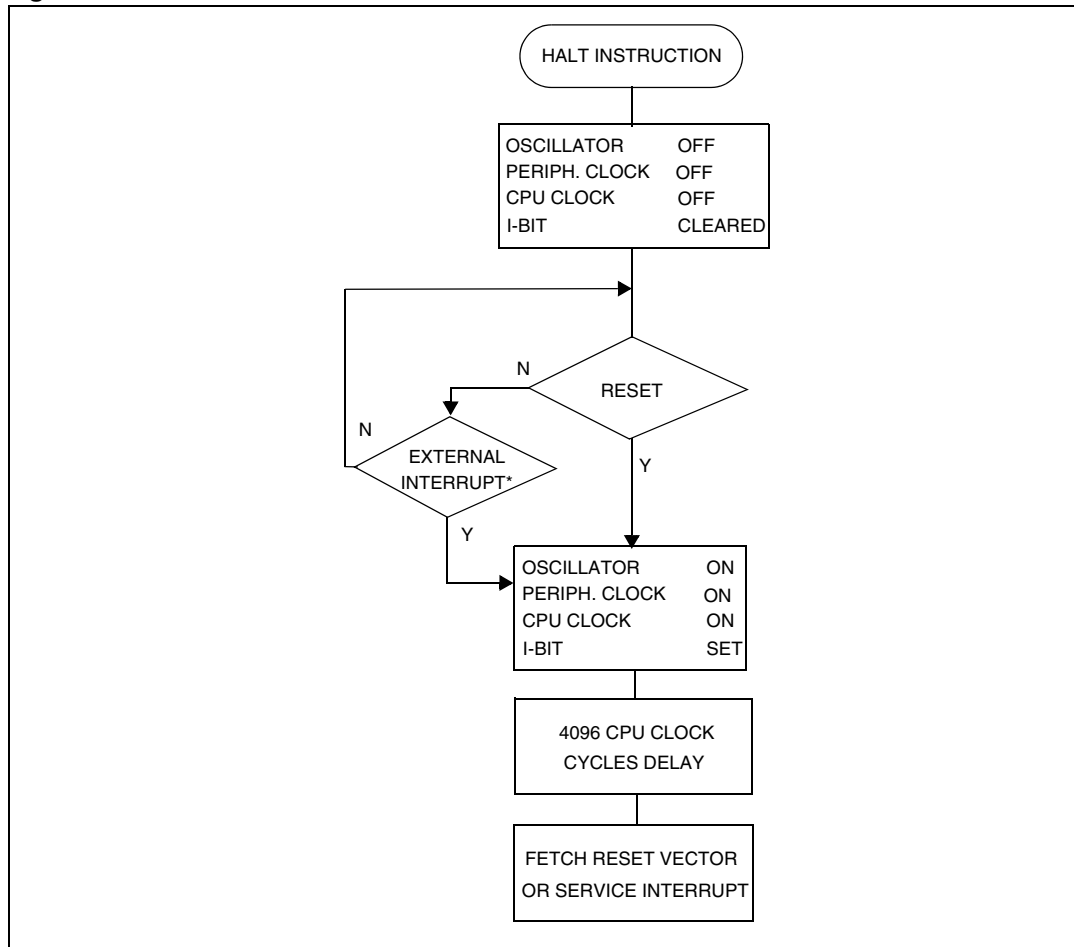 HALT INSTRUCTION
OSCILLATOR OFF
PERIPH. CLOCK OFF
CPU CLOCK OFF
I-BIT CLEARED
N
RESET
N
EXTERNAL
INTERRUPT*
Y
Y
OSCILLATOR ON
PERIPH. CLOCK ON
CPU CLOCK ON
I-BIT SET
4096 CPU CLOCK
CYCLES DELAY
FETCH RESET VECTOR
OR SERVICE INTERRUPT